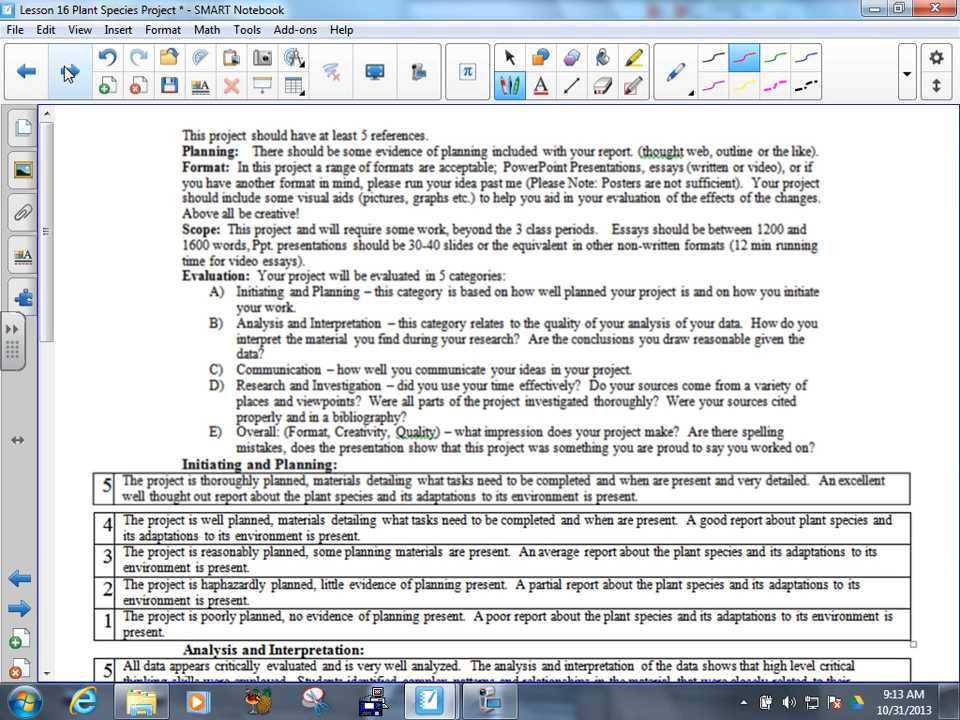 Lesson 16 Plant Species Project * - SMART Notebook
File Edit View Insert Format Math Tools Add-ons Help
This project should have at least 5 references.
Planning: There should be some evidence of planning included with your report. (thought web, outline or the like).
Format: In this project a range of formats are acceptable; PowerPoint Presentations, essays (written or video), or if
you have another format in mind, please run your idea past me (Please Note: Posters are not sufficient). Your project
should include some visual aids (pictures, graphs etc.) to help you aid in your evaluation of the effects of the changes.
Above all be creative!
Scope: This project and will require some work, beyond the 3 class periods. Essays should be between 1200 and
1600 words, Ppt. presentations should be 30-40 slides or the equivalent in other non-written formats (12 min running
time for video essays).
Evaluation: Your project will be evaluated in 5 categories:
A) Initiating and Planning – this category is based on how well planned your project is and on how you initiate
your work.
B) Analysis and Interpretation – this category relates to the quality of your analysis of your data. How do you
interpret the material you find during your research? Are the conclusions you draw reasonable given the
data?
C) Communication – how well you communicate your ideas in your project.
D) Research and Investigation – did you use your time effectively? Do your sources come from a variety of
places and viewpoints? Were all parts of the project investigated thoroughly? Were your sources cited
properly and in a bibliography?
E) Overall: (Format, Creativity, Quality) – what impression does your project make? Are there spelling
mistakes, does the presentation show that this project was something you are proud to say you worked on?
Initiating and Planning:
5 The project is thoroughly planned, materials detailing what tasks need to be completed and when are present and very detailed. An excellent
well thought out report about the plant species and its adaptations to its environment is present.
4 The project is well planned, materials detailing what tasks need to be completed and when are present. A good report about plant species and
its adaptations to its environment is present.
3 The project is reasonably planned, some planning materials are present. An average report about the plant species and its adaptations to its
environment is present.
2 The project is haphazardly planned, little evidence of planning present. A partial report about the plant species and its adaptations to its
environment is present.
1 The project is poorly planned, no evidence of planning present. A poor report about the plant species and its adaptations to its environment is
present.
Analysis and Interpretation:
5 All data appears critically evaluated and is very well analyzed. The analysis and interpretation of the data shows that high level critical
thinking skills were employed. Students identified complex patterns and relationships in the material that were closely related to their
9:13 AM
10/31/2013